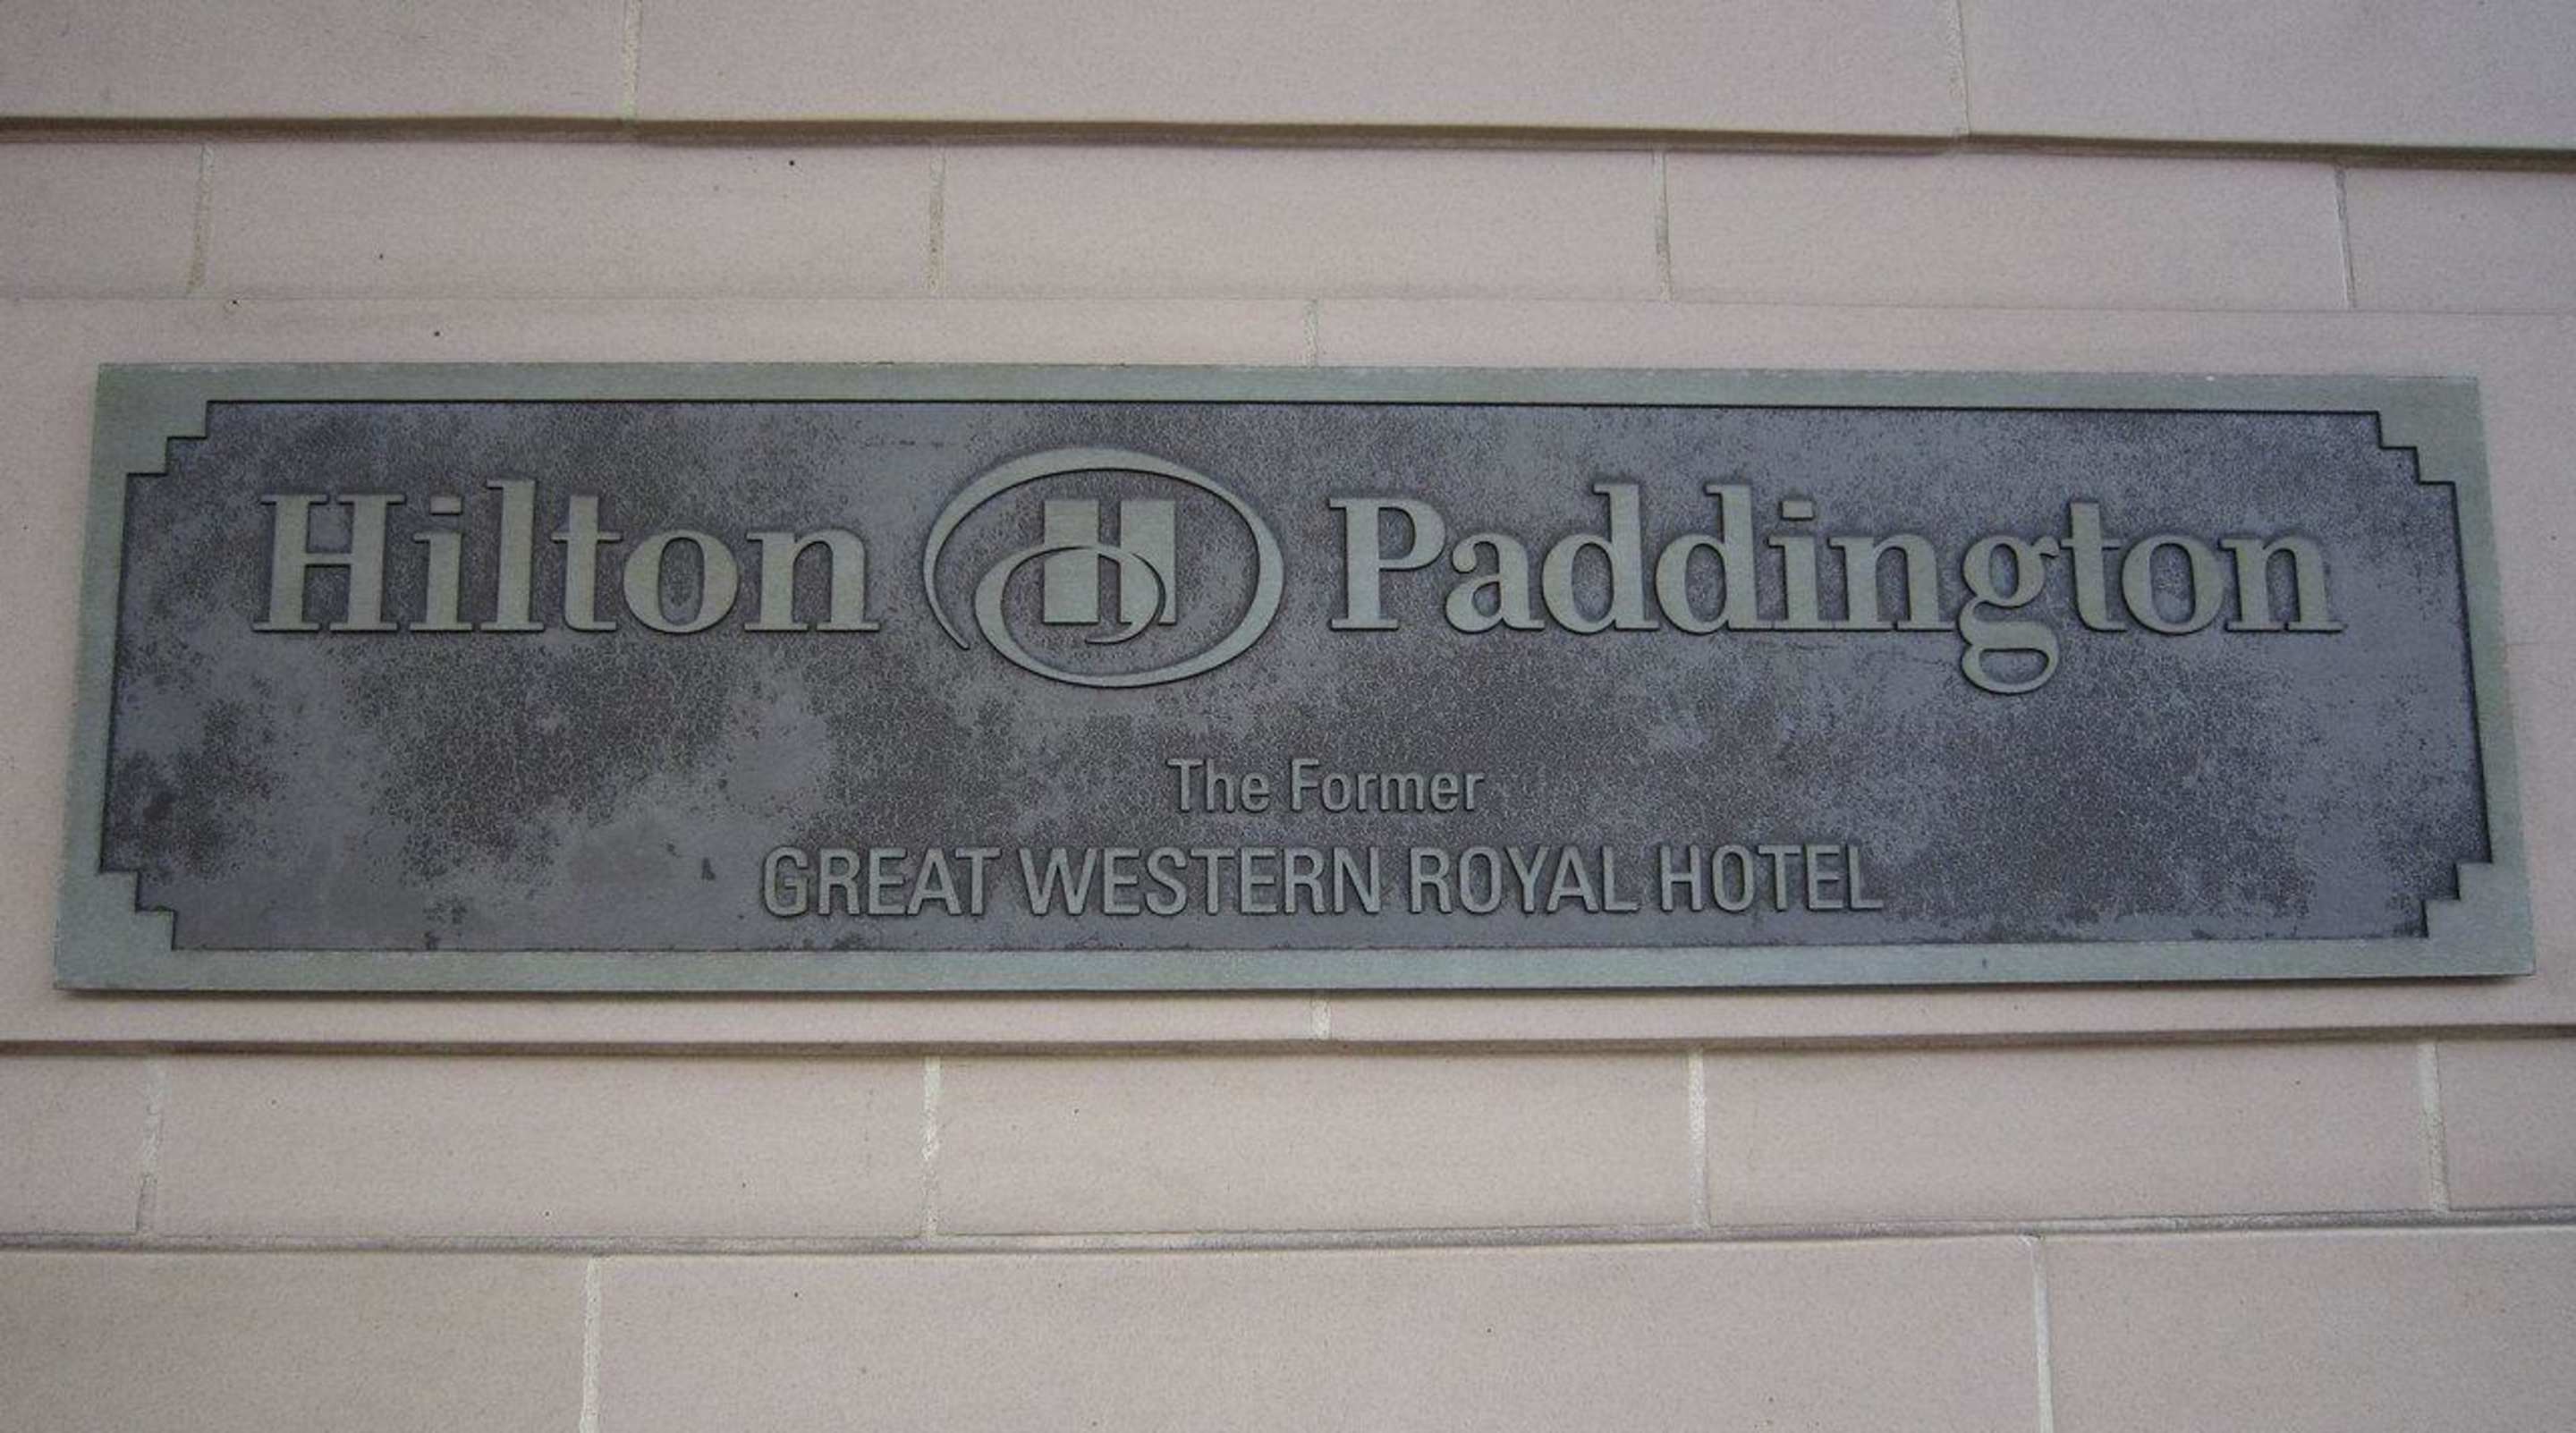 Hilton H Paddington
The Former
GREAT WESTERN ROYAL HOTEL